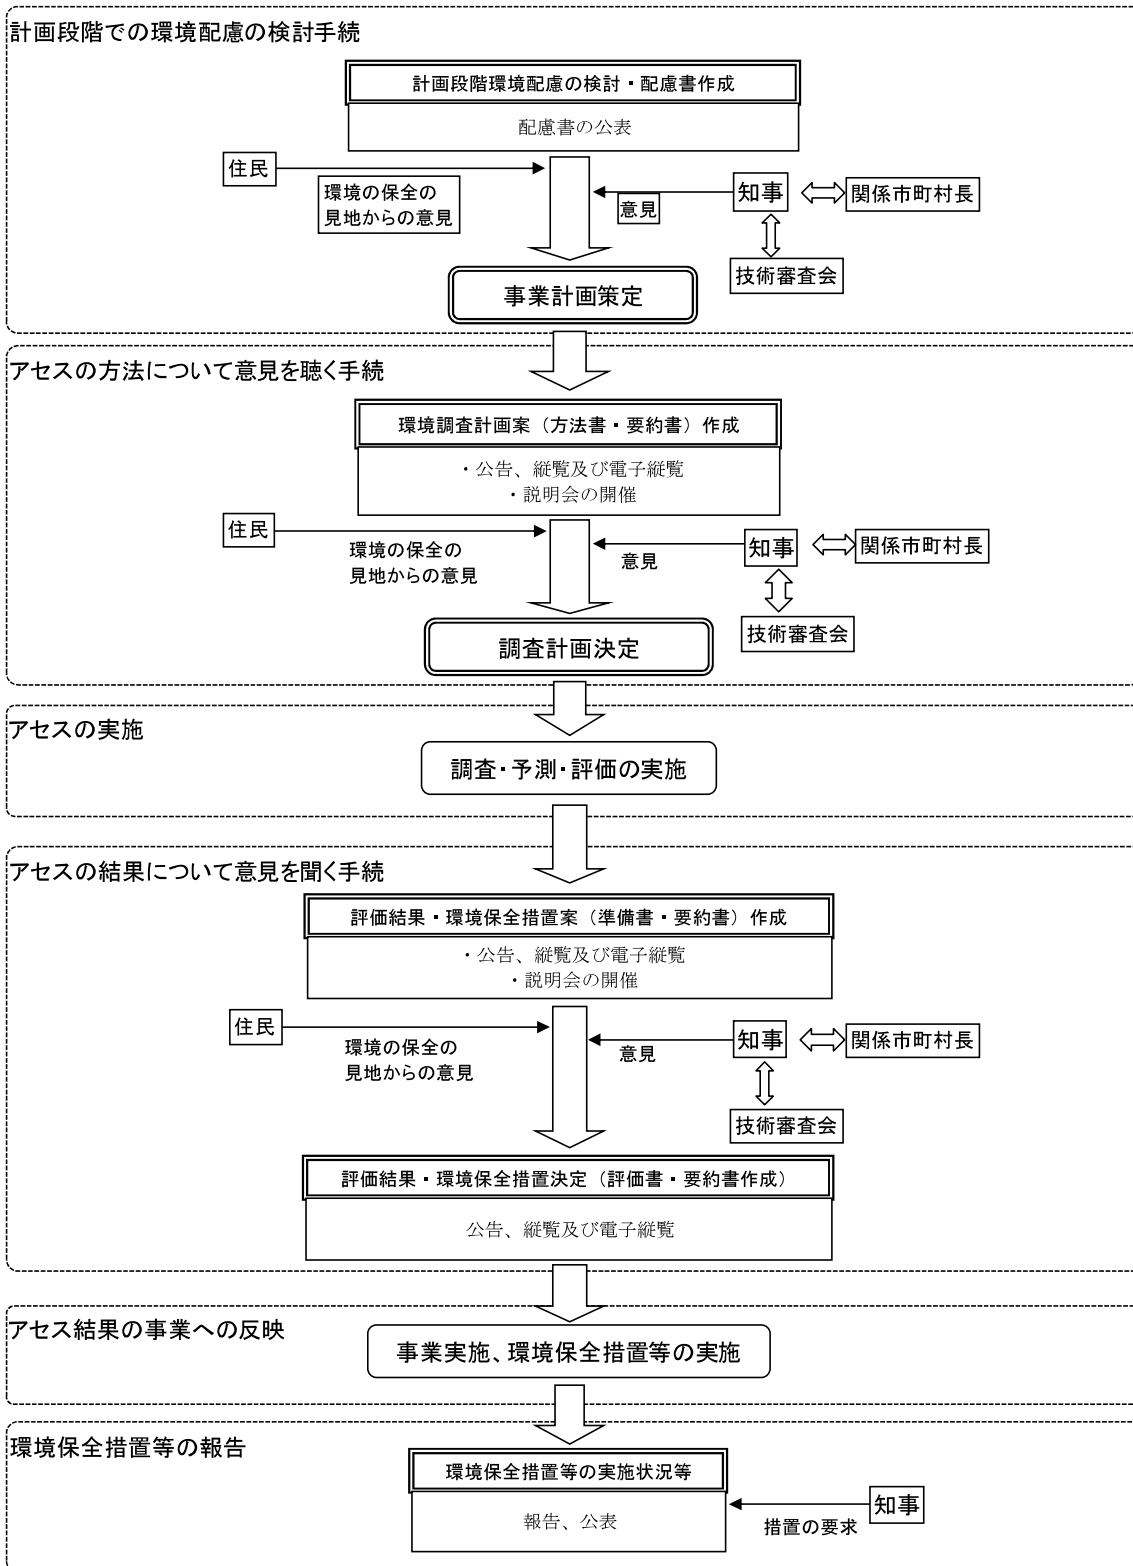 計画段階での環境配慮の検討手続
計画段階環境配慮の検討・配慮書作成
配慮書の公表
住民
環境の保全の
見地からの意見
意見
知事
関係市町村長
技術審査会
事業計画策定
アセスの方法について意見を聴く手続
環境調査計画案（方法書・要約書）作成
・公告、縦覧及び電子縦覧
・説明会の開催
住民
環境の保全の
見地からの意見
意見
知事
関係市町村長
技術審査会
調査計画決定
アセスの実施
調査・予測・評価の実施
アセスの結果について意見を聞く手続
評価結果・環境保全措置案（準備書・要約書）作成
・公告、縦覧及び電子縦覧
・説明会の開催
住民
環境の保全の
見地からの意見
意見
知事
関係市町村長
技術審査会
評価結果・環境保全措置決定（評価書・要約書作成）
公告、縦覧及び電子縦覧
アセス結果の事業への反映
事業実施、環境保全措置等の実施
環境保全措置等の報告
環境保全措置等の実施状況等
報告、公表
知事
措置の要求